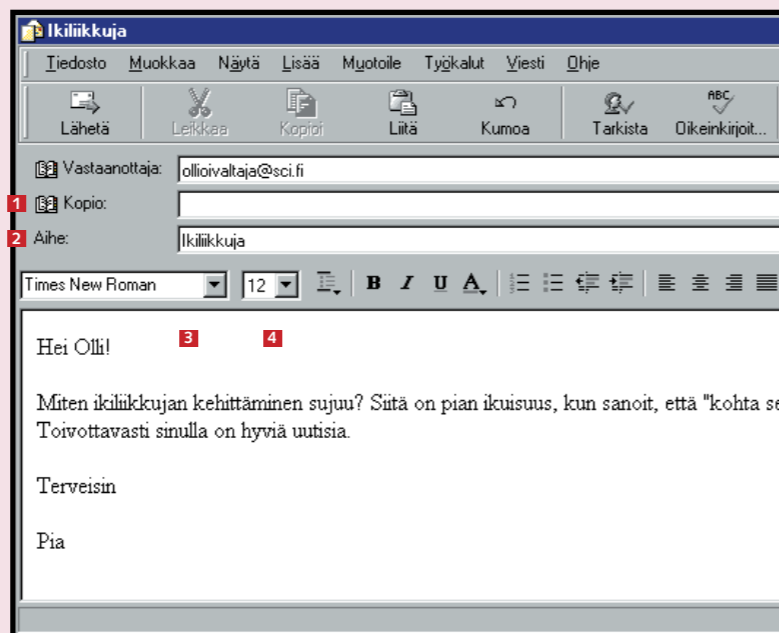 Ikiliikkuja
Tiedosto Muokkaa Näytä Lisää Muotoile Työkalut Viesti Ohje
ABC
Lähetä Leikkaa Kopioi Liitä Kumoa Tarkista Oikeinkirjoit...
Vastaanottaja: ollioivaltaja@sci.fi
1 Kopio:
2 Aihe: Ikiliikkuja
Times New Roman 12 B I U A
3 4
Hei Olli!
Miten ikiliikkujan kehittäminen sujuu? Siitä on pian ikuisuus, kun sanoit, että "kohta se
Toivottavasti sinulla on hyviä uutisia.
Terveisin
Pia